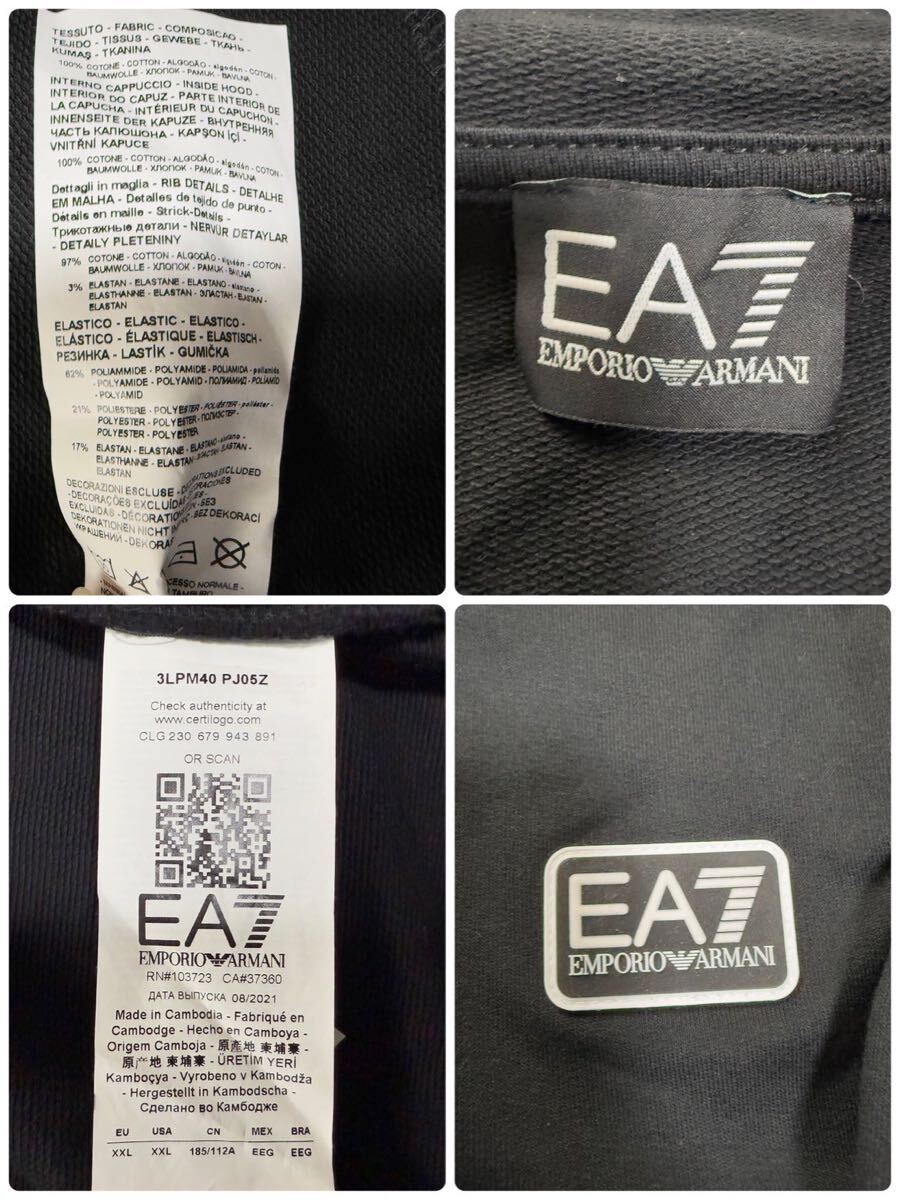 TESSUTO - FABRIC - COMPOSICAO -
TEJIDO - TISSUS - GEWEBE - ТКАНЬ -
KUMAŞ - TKANINA
100% COTONE - COTTON - ALGODÃO - algodón - COTON -
BAUMWOLLE - ХЛОПОК - PAMUK - BAVLNA
INTERNO CAPPUCCIO - INSIDE HOOD -
INTERIOR DO CAPUZ - PARTE INTERIOR DE
LA CAPUCHA - INTÉRIEUR DU CAPUCHON -
INNENSEITE DER KAPUZE - ВНУТРЕННЯЯ
ЧАСТЬ КАПЮШОНА - KAPŞON İÇİ -
VNITŘNÍ KAPUCE
100% COTONE - COTTON - ALGODÃO - algodón - COTON -
BAUMWOLLE - ХЛОПОК - PAMUK - BAVLNA
Dettagli in maglia - RIB DETAILS - DETALHE
EM MALHA - Detalles de tejido de punto -
Détails en maille - Strick-Details -
Трикотажные детали - NERVÜR DETAYLAR
- DETAILY PLETENINY
97% COTONE - COTTON - ALGODÃO - algodón - COTON -
BAUMWOLLE - ХЛОПОК - PAMUK - BAVLNA
3% ELASTAN - ELASTANE - ELASTANO - elastano -
ELASTHANNE - ELASTAN - ЭЛАСТАН - ELASTAN -
ELASTAN
ELASTICO - ELASTIC - ELASTICO -
ELÁSTICO - ÉLASTIQUE - ELASTISCH -
РЕЗИНКА - LASTİK - GUMIČKA
62% POLIAMMIDE - POLYAMIDE - POLIAMIDA - poliamida
- POLYAMIDE - POLYAMID - ПОЛИАМИД - POLİAMİD
- POLYAMID
21% POLIESTERE - POLYESTER - POLIÉSTER - poliéster -
POLYESTER - POLYESTER - ПОЛИЭСТЕР -
POLYESTER - POLYESTER
17% ELASTAN - ELASTANE - ELASTANO - elastano -
ELASTHANNE - ELASTAN - ЭЛАСТАН - ELASTAN -
ELASTAN
DECORAZIONI ESCLUSE - DECORATIONS EXCLUDED
- DECORAÇÕES EXCLUÍDAS
EXCLUIDAS - DÉCORATION
DEKORATIONEN NICHT - BEZ DEKORACÍ
УКРАШЕНИЙ - DEKORA
CESSO NORMALE -
TAMBURO
EA7
EMPORIO ARMANI
3LPM40 PJ05Z
Check authenticity at
www.certilogo.com
CLG 230 679 943 891
OR SCAN
EA7
EMPORIO ARMANI
RN#103723 CA#37360
ДАТА ВЫПУСКА 08/2021
Made in Cambodia - Fabriqué en
Cambodge - Hecho en Camboya -
Origem Camboja - 原產地 柬埔寨 -
原产地 柬埔寨 - ÜRETİM YERİ
Kamboçya - Vyrobeno v Kambodža
- Hergestellt in Kambodscha -
Сделано во Камбодже
EU USA CN MEX BRA
XXL XXL 185/112A EEG EEG
EA7
EMPORIO ARMANI